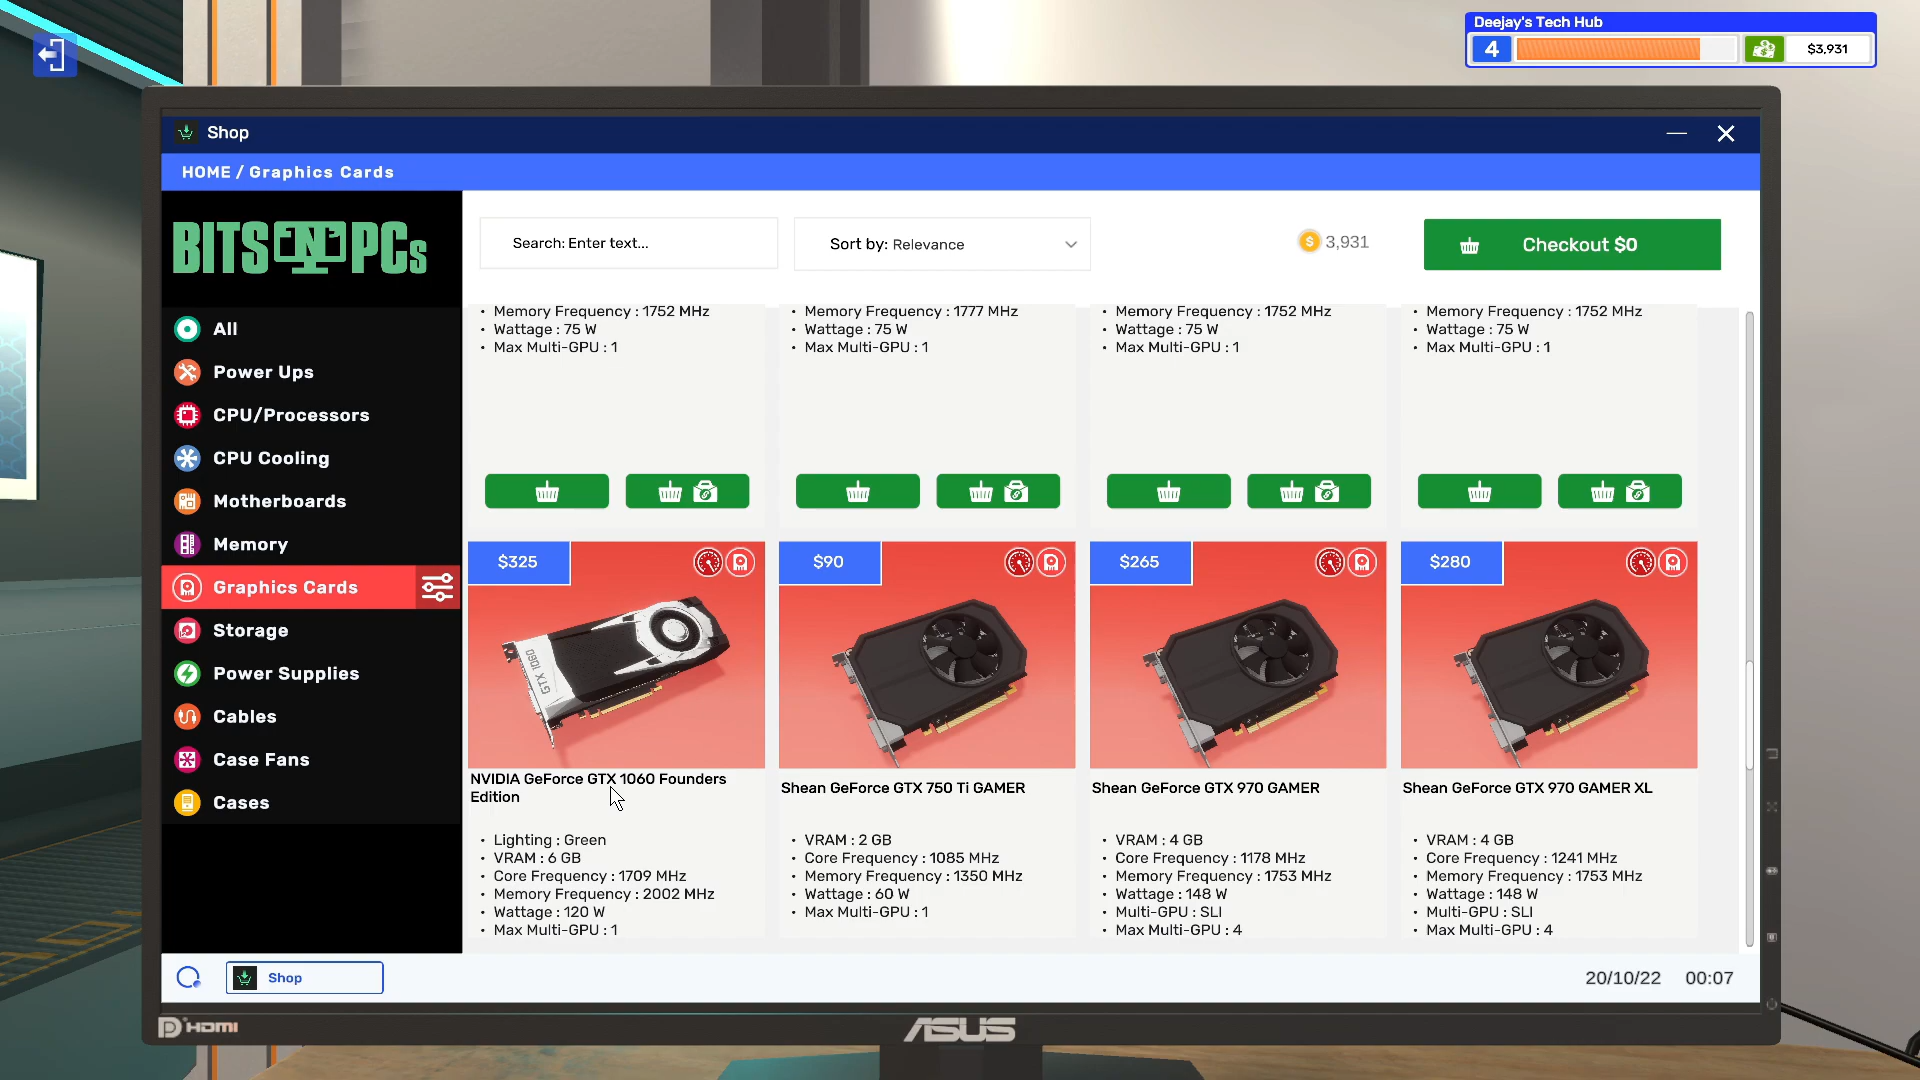 Deejay's Tech Hub
4
$3,931
Shop
HOME / Graphics Cards
BITS N PCs
Search: Enter text...
Sort by: Relevance
3,931
Checkout $0
All
Power Ups
CPU/Processors
CPU Cooling
Motherboards
Memory
Graphics Cards
Storage
Power Supplies
Cables
Case Fans
Cases
• Memory Frequency : 1752 MHz
• Wattage : 75 W
• Max Multi-GPU : 1
• Memory Frequency : 1777 MHz
• Wattage : 75 W
• Max Multi-GPU : 1
• Memory Frequency : 1752 MHz
• Wattage : 75 W
• Max Multi-GPU : 1
• Memory Frequency : 1752 MHz
• Wattage : 75 W
• Max Multi-GPU : 1
$325
GTX 1060
NVIDIA GeForce GTX 1060 Founders
Edition
• Lighting : Green
• VRAM : 6 GB
• Core Frequency : 1709 MHz
• Memory Frequency : 2002 MHz
• Wattage : 120 W
• Max Multi-GPU : 1
$90
Shean GeForce GTX 750 Ti GAMER
• VRAM : 2 GB
• Core Frequency : 1085 MHz
• Memory Frequency : 1350 MHz
• Wattage : 60 W
• Max Multi-GPU : 1
$265
Shean GeForce GTX 970 GAMER
• VRAM : 4 GB
• Core Frequency : 1178 MHz
• Memory Frequency : 1753 MHz
• Wattage : 148 W
• Multi-GPU : SLI
• Max Multi-GPU : 4
$280
Shean GeForce GTX 970 GAMER XL
• VRAM : 4 GB
• Core Frequency : 1241 MHz
• Memory Frequency : 1753 MHz
• Wattage : 148 W
• Multi-GPU : SLI
• Max Multi-GPU : 4
Shop
20/10/22 00:07
HDMI
ASUS